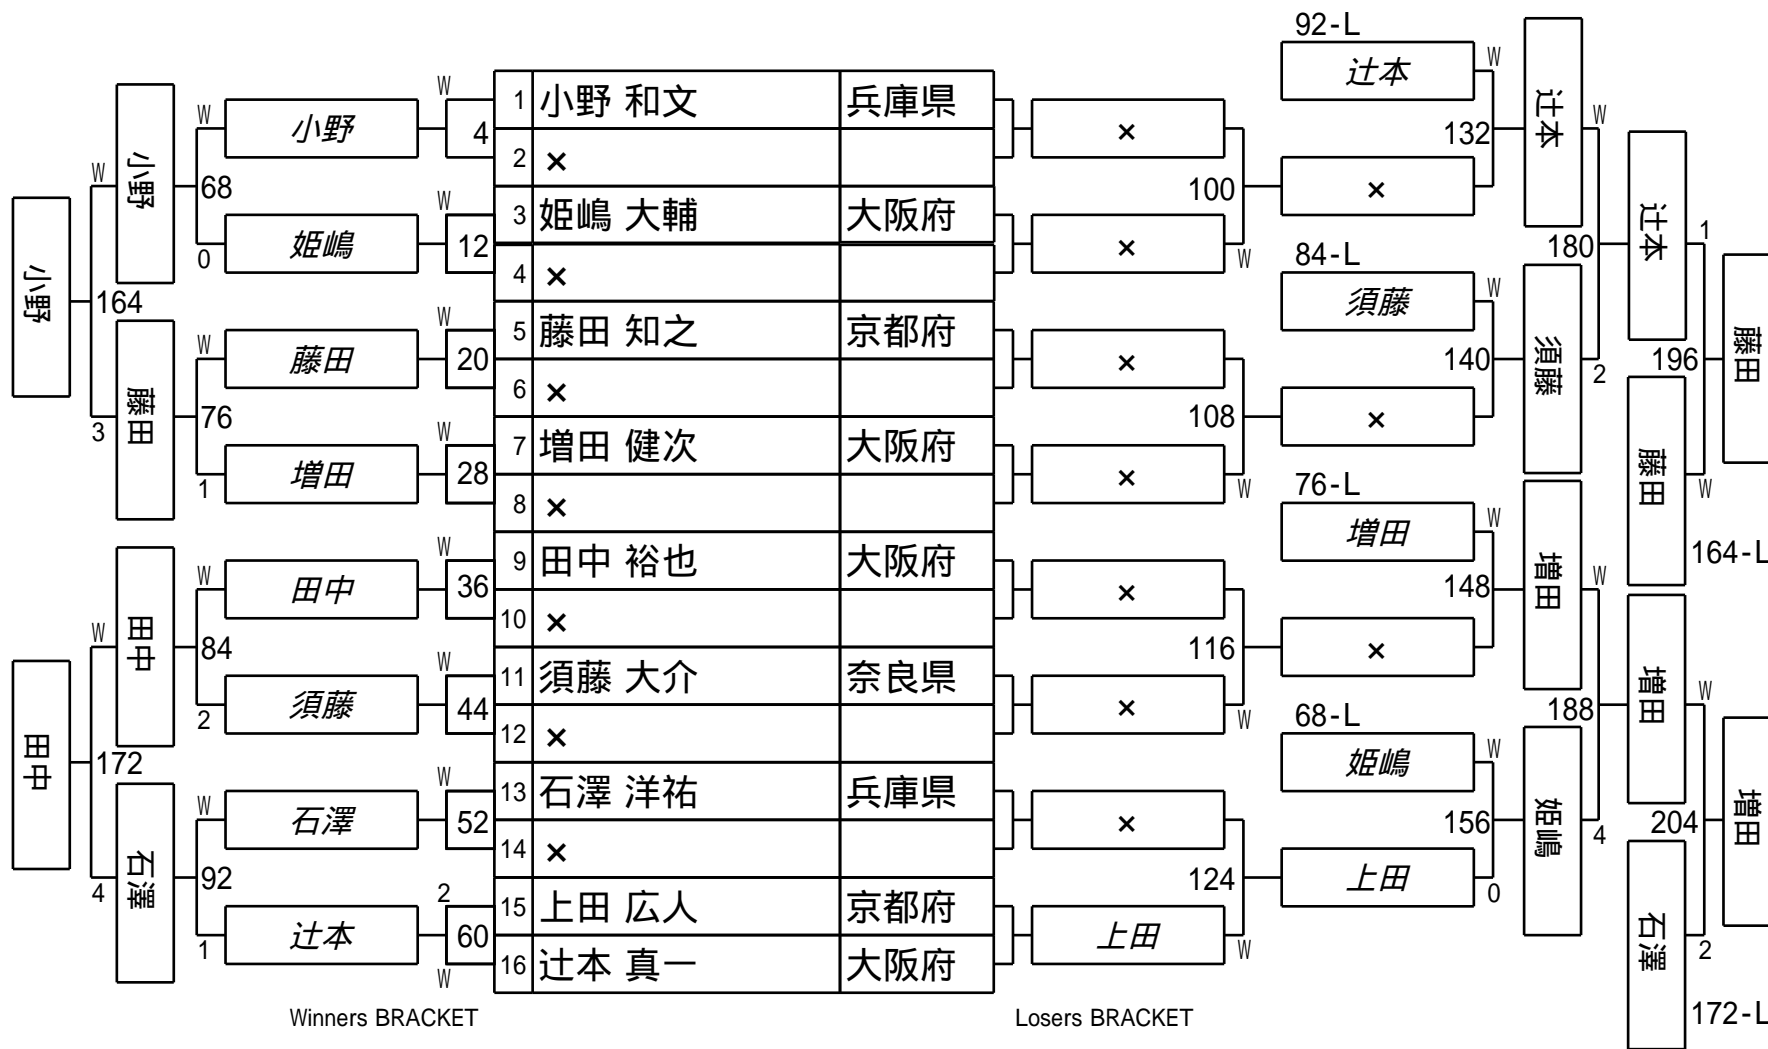 92-L
辻本
W
132
×
W
辻本
180
W
須藤
2
辻本
1
196
藤田
W
藤田
164-L
W
小野
4
W
姫嶋
12
W
小野
68
0
W
小野
164
藤田
3
W
藤田
20
W
増田
28
W
76
1
小野
W
田中
36
W
須藤
44
W
田中
84
2
W
田中
172
石澤
4
W
石澤
52
2
辻本
60
W
W
92
1
1 小野 和文 兵庫県
2 ×
3 姫嶋 大輔 大阪府
4 ×
5 藤田 知之 京都府
6 ×
7 増田 健次 大阪府
8 ×
9 田中 裕也 大阪府
10 ×
11 須藤 大介 奈良県
12 ×
13 石澤 洋祐 兵庫県
14 ×
15 上田 広人 京都府
16 辻本 真一 大阪府
×
100
×
W
×
108
×
W
×
116
×
W
×
124
上田
W
84-L
須藤
W
140
×
76-L
増田
W
148
×
68-L
姫嶋
W
156
上田
0
増田
W
188
姫嶋
4
増田
W
204
石澤
2
増田
172-L
Winners BRACKET
Losers BRACKET